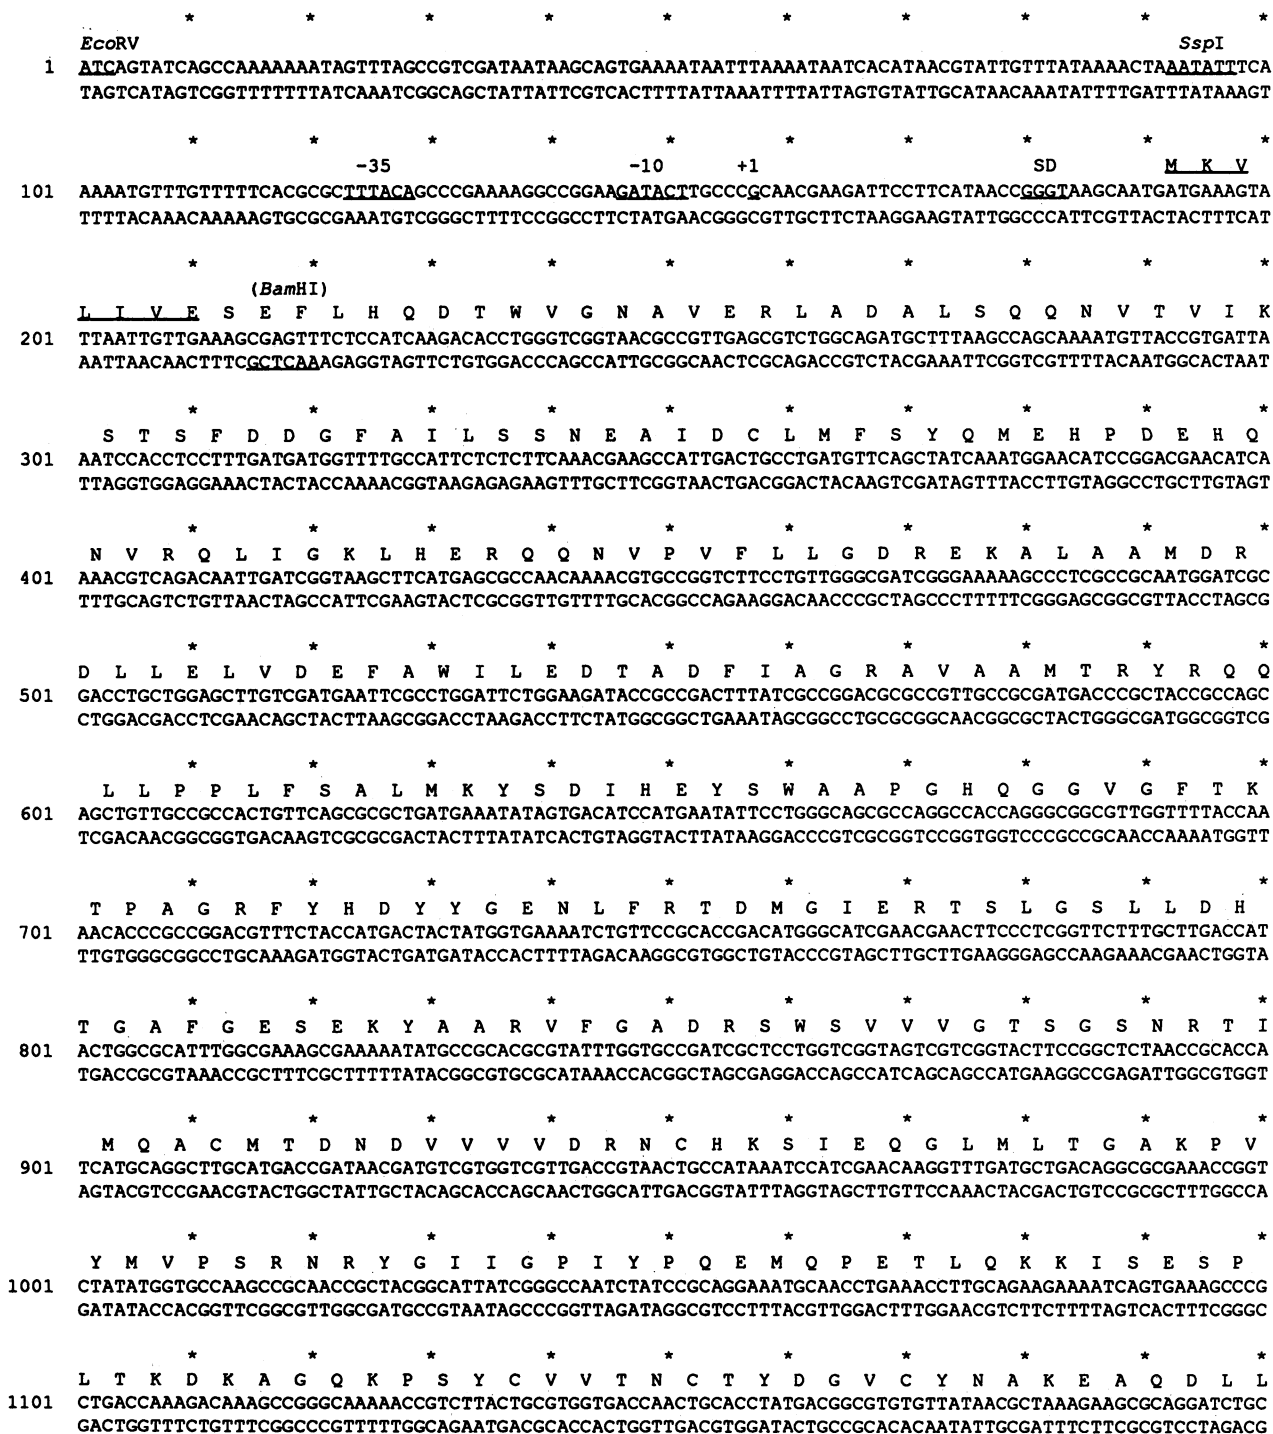 * * * * * * * * * *
EcoRV SspI
1 ATCAGTATCAGCCAAAAAAATAGTTTAGCCGTCGATAATAAGCAGTGAAAATAATTTAAAATAATCACATAACGTATTGTTTATAAAACTAAATATTTCA
TAGTCATAGTCGGTTTTTTTATCAAATCGGCAGCTATTATTCGTCACTTTTATTAAATTTTATTAGTGTATTGCATAACAAATATTTTGATTTATAAAGT
* * * * * * * * * *
-35 -10 +1 SD M K V
101 AAAATGTTTGTTTTTCACGCGCTTTACAGCCCGAAAAGGCCGGAAGATACTTGCCCGCAACGAAGATTCCTTCATAACCGGGTAAGCAATGATGAAAGTA
TTTTACAAACAAAAAGTGCGCGAAATGTCGGGCTTTTCCGGCCTTCTATGAACGGGCGTTGCTTCTAAGGAAGTATTGGCCCATTCGTTACTACTTTCAT
* * * * * * * * * *
(BamHI)
L I V E S E F L H Q D T W V G N A V E R L A D A L S Q Q N V T V I K
201 TTAATTGTTGAAAGCGAGTTTCTCCATCAAGACACCTGGGTCGGTAACGCCGTTGAGCGTCTGGCAGATGCTTTAAGCCAGCAAAATGTTACCGTGATTA
AATTAACAACTTTCGCTCAAAGAGGTAGTTCTGTGGACCCAGCCATTGCGGCAACTCGCAGACCGTCTACGAAATTCGGTCGTTTTACAATGGCACTAAT
* * * * * * * * * *
S T S F D D G F A I L S S N E A I D C L M F S Y Q M E H P D E H Q
301 AATCCACCTCCTTTGATGATGGTTTTGCCATTCTCTCTTCAAACGAAGCCATTGACTGCCTGATGTTCAGCTATCAAATGGAACATCCGGACGAACATCA
TTAGGTGGAGGAAACTACTACCAAAACGGTAAGAGAGAAGTTTGCTTCGGTAACTGACGGACTACAAGTCGATAGTTTACCTTGTAGGCCTGCTTGTAGT
* * * * * * * * * *
N V R Q L I G K L H E R Q Q N V P V F L L G D R E K A L A A M D R
401 AAACGTCAGACAATTGATCGGTAAGCTTCATGAGCGCCAACAAAACGTGCCGGTCTTCCTGTTGGGCGATCGGGAAAAAGCCCTCGCCGCAATGGATCGC
TTTGCAGTCTGTTAACTAGCCATTCGAAGTACTCGCGGTTGTTTTGCACGGCCAGAAGGACAACCCGCTAGCCCTTTTTCGGGAGCGGCGTTACCTAGCG
* * * * * * * * * *
D L L E L V D E F A W I L E D T A D F I A G R A V A A M T R Y R Q Q
501 GACCTGCTGGAGCTTGTCGATGAATTCGCCTGGATTCTGGAAGATACCGCCGACTTTATCGCCGGACGCGCCGTTGCCGCGATGACCCGCTACCGCCAGC
CTGGACGACCTCGAACAGCTACTTAAGCGGACCTAAGACCTTCTATGGCGGCTGAAATAGCGGCCTGCGCGGCAACGGCGCTACTGGGCGATGGCGGTCG
* * * * * * * * * *
L L P P L F S A L M K Y S D I H E Y S W A A P G H Q G G V G F T K
601 AGCTGTTGCCGCCACTGTTCAGCGCGCTGATGAAATATAGTGACATCCATGAATATTCCTGGGCAGCGCCAGGCCACCAGGGCGGCGTTGGTTTTACCAA
TCGACAACGGCGGTGACAAGTCGCGCGACTACTTTATATCACTGTAGGTACTTATAAGGACCCGTCGCGGTCCGGTGGTCCCGCCGCAACCAAAATGGTT
* * * * * * * * * *
T P A G R F Y H D Y Y G E N L F R T D M G I E R T S L G S L L D H
701 AACACCCGCCGGACGTTTCTACCATGACTACTATGGTGAAAATCTGTTCCGCACCGACATGGGCATCGAACGAACTTCCCTCGGTTCTTTGCTTGACCAT
TTGTGGGCGGCCTGCAAAGATGGTACTGATGATACCACTTTTAGACAAGGCGTGGCTGTACCCGTAGCTTGCTTGAAGGGAGCCAAGAAACGAACTGGTA
* * * * * * * * * *
T G A F G E S E K Y A A R V F G A D R S W S V V V G T S G S N R T I
801 ACTGGCGCATTTGGCGAAAGCGAAAAATATGCCGCACGCGTATTTGGTGCCGATCGCTCCTGGTCGGTAGTCGTCGGTACTTCCGGCTCTAACCGCACCA
TGACCGCGTAAACCGCTTTCGCTTTTTATACGGCGTGCGCATAAACCACGGCTAGCGAGGACCAGCCATCAGCAGCCATGAAGGCCGAGATTGGCGTGGT
* * * * * * * * * *
M Q A C M T D N D V V V V D R N C H K S I E Q G L M L T G A K P V
901 TCATGCAGGCTTGCATGACCGATAACGATGTCGTGGTCGTTGACCGTAACTGCCATAAATCCATCGAACAAGGTTTGATGCTGACAGGCGCGAAACCGGT
AGTACGTCCGAACGTACTGGCTATTGCTACAGCACCAGCAACTGGCATTGACGGTATTTAGGTAGCTTGTTCCAAACTACGACTGTCCGCGCTTTGGCCA
* * * * * * * * * *
Y M V P S R N R Y G I I G P I Y P Q E M Q P E T L Q K K I S E S P
1001 CTATATGGTGCCAAGCCGCAACCGCTACGGCATTATCGGGCCAATCTATCCGCAGGAAATGCAACCTGAAACCTTGCAGAAGAAAATCAGTGAAAGCCCG
GATATACCACGGTTCGGCGTTGGCGATGCCGTAATAGCCCGGTTAGATAGGCGTCCTTTACGTTGGACTTTGGAACGTCTTCTTTTAGTCACTTTCGGGC
* * * * * * * * * *
L T K D K A G Q K P S Y C V V T N C T Y D G V C Y N A K E A Q D L L
1101 CTGACCAAAGACAAAGCCGGGCAAAAACCGTCTTACTGCGTGGTGACCAACTGCACCTATGACGGCGTGTGTTATAACGCTAAAGAAGCGCAGGATCTGC
GACTGGTTTCTGTTTCGGCCCGTTTTTGGCAGAATGACGCACCACTGGTTGACGTGGATACTGCCGCACACAATATTGCGATTTCTTCGCGTCCTAGACG